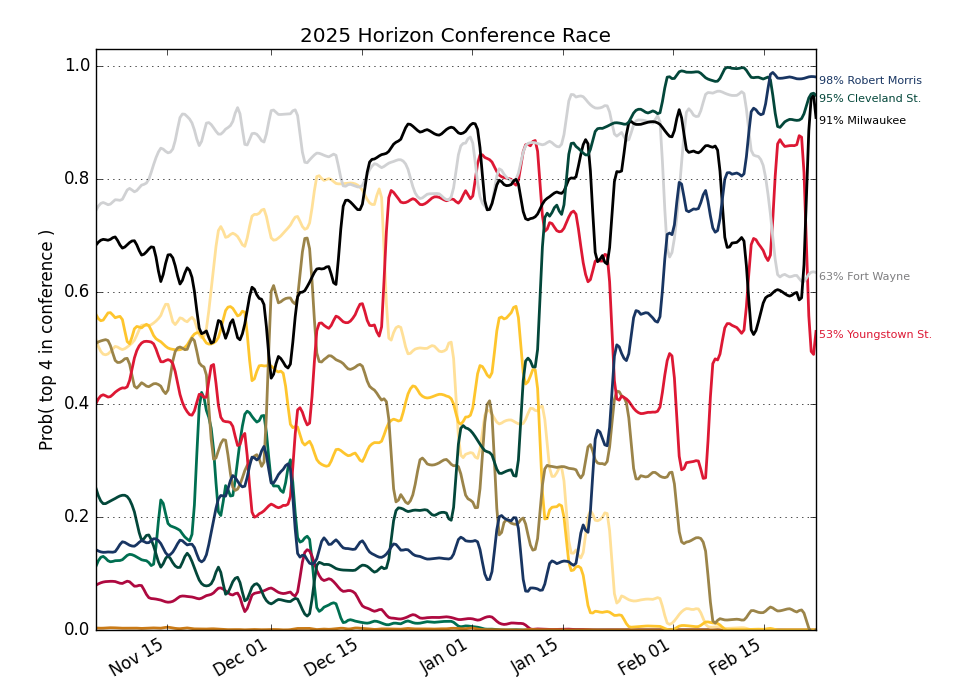 2025 Horizon Conference Race
Prob( top 4 in conference )
1.0
0.8
0.6
0.4
0.2
0.0
Nov 15
Dec 01
Dec 15
Jan 01
Jan 15
Feb 01
Feb 15
98% Robert Morris
95% Cleveland St.
91% Milwaukee
63% Fort Wayne
53% Youngstown St.